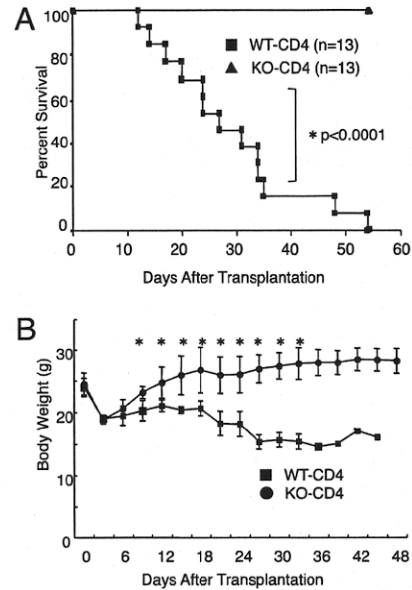 A
100
80
60
40
20
0
Percent Survival
WT-CD4 (n=13)
KO-CD4 (n=13)
* p<0.0001
0 10 20 30 40 50 60
Days After Transplantation
B
* * * * * * * *
30
20
10
0
Body Weight (g)
WT-CD4
KO-CD4
0 6 12 18 24 30 36 42 48
Days After Transplantation